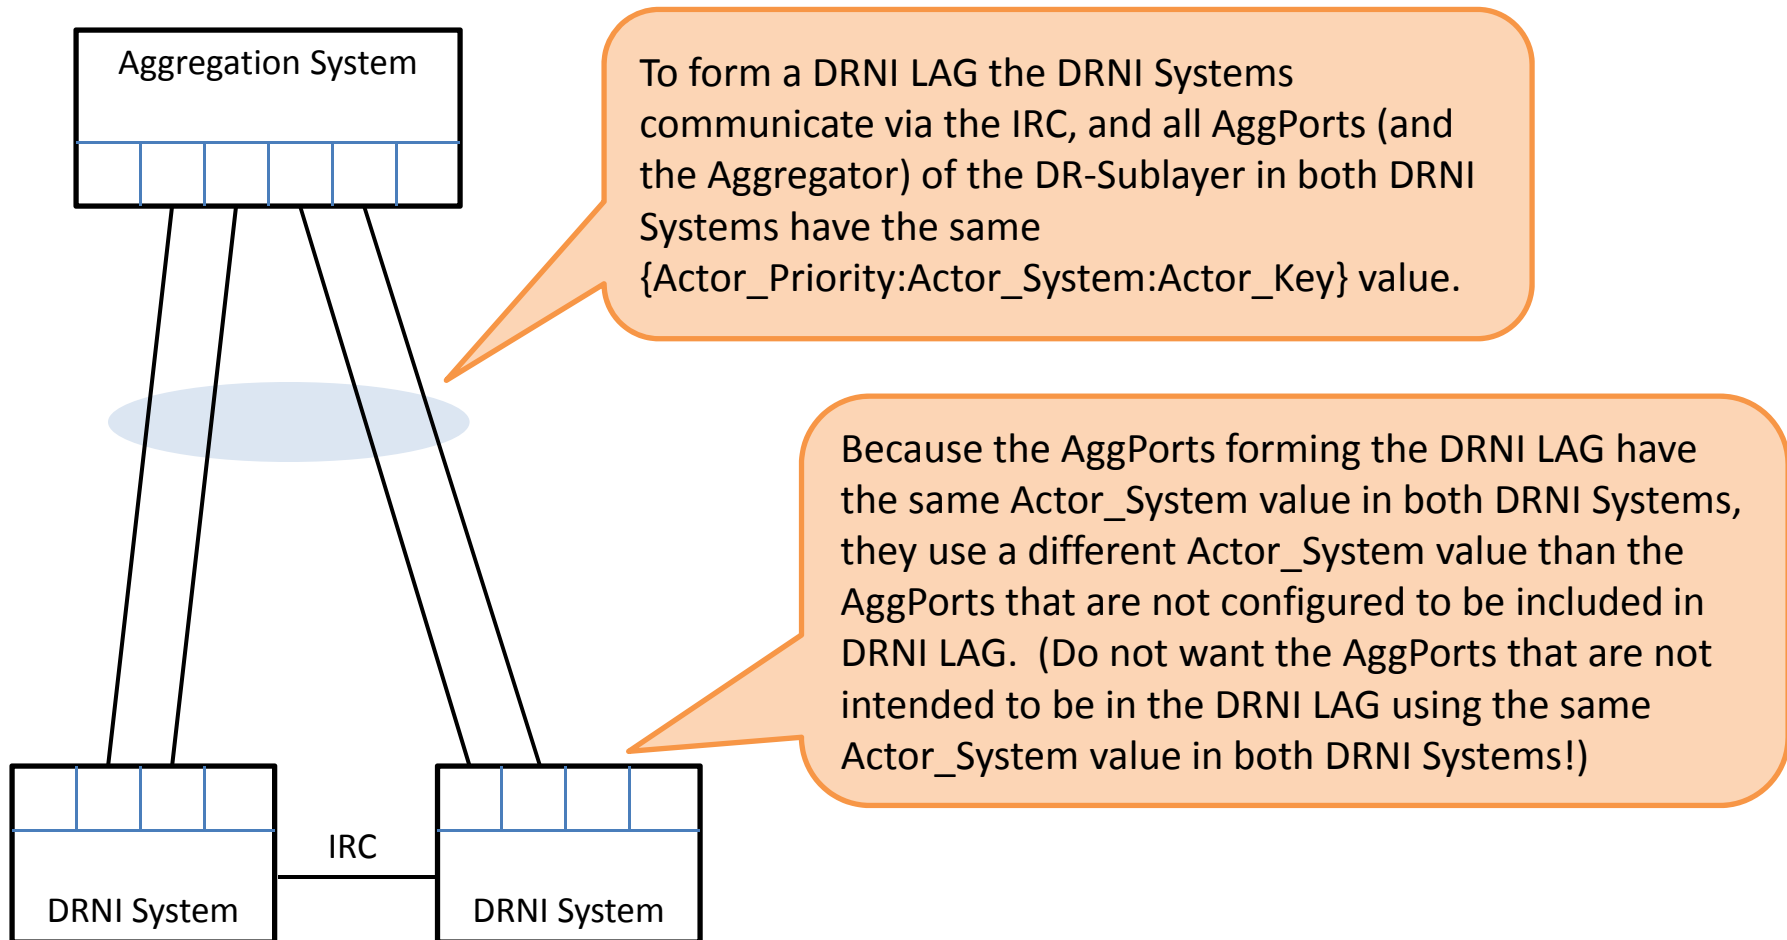 Aggregation System
To form a DRNI LAG the DRNI Systems
communicate via the IRC, and all AggPorts (and
the Aggregator) of the DR-Sublayer in both DRNI
Systems have the same
{Actor_Priority:Actor_System:Actor_Key} value.
Because the AggPorts forming the DRNI LAG have
the same Actor_System value in both DRNI Systems,
they use a different Actor_System value than the
AggPorts that are not configured to be included in
DRNI LAG.  (Do not want the AggPorts that are not
intended to be in the DRNI LAG using the same
Actor_System value in both DRNI Systems!)
IRC
DRNI System
DRNI System